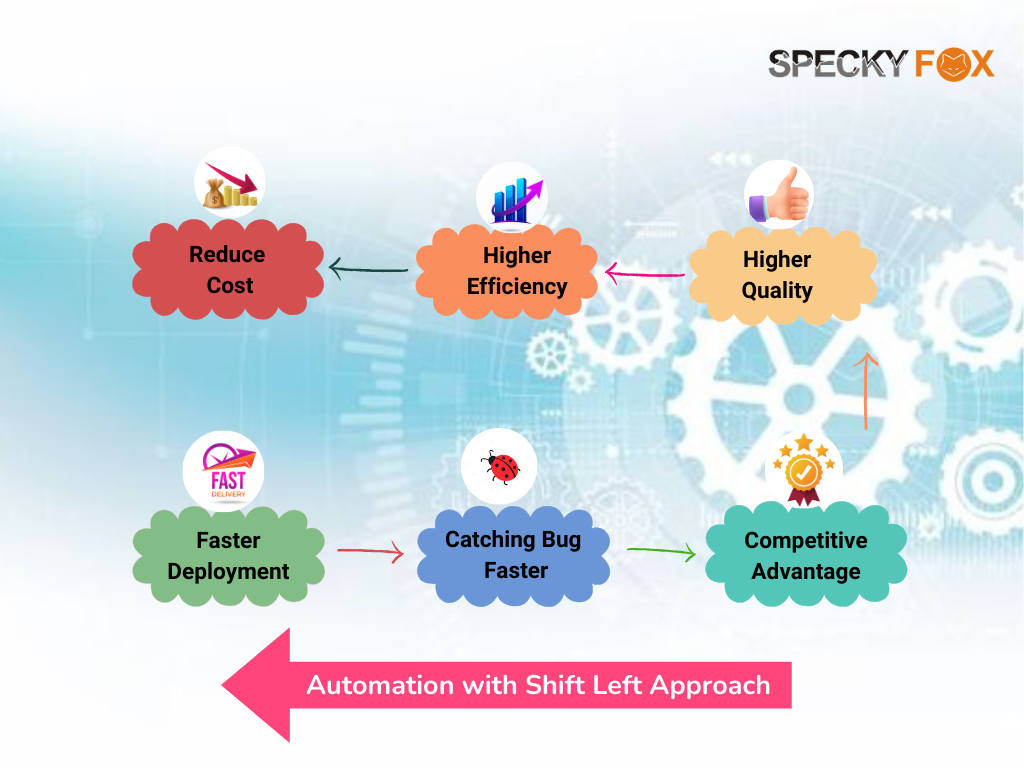 SPECKY FOX
Reduce
Cost
Higher
Efficiency
Higher
Quality
$
FAST
DELIVERY
Faster
Deployment
Catching Bug
Faster
Competitive
Advantage
Automation with Shift Left Approach